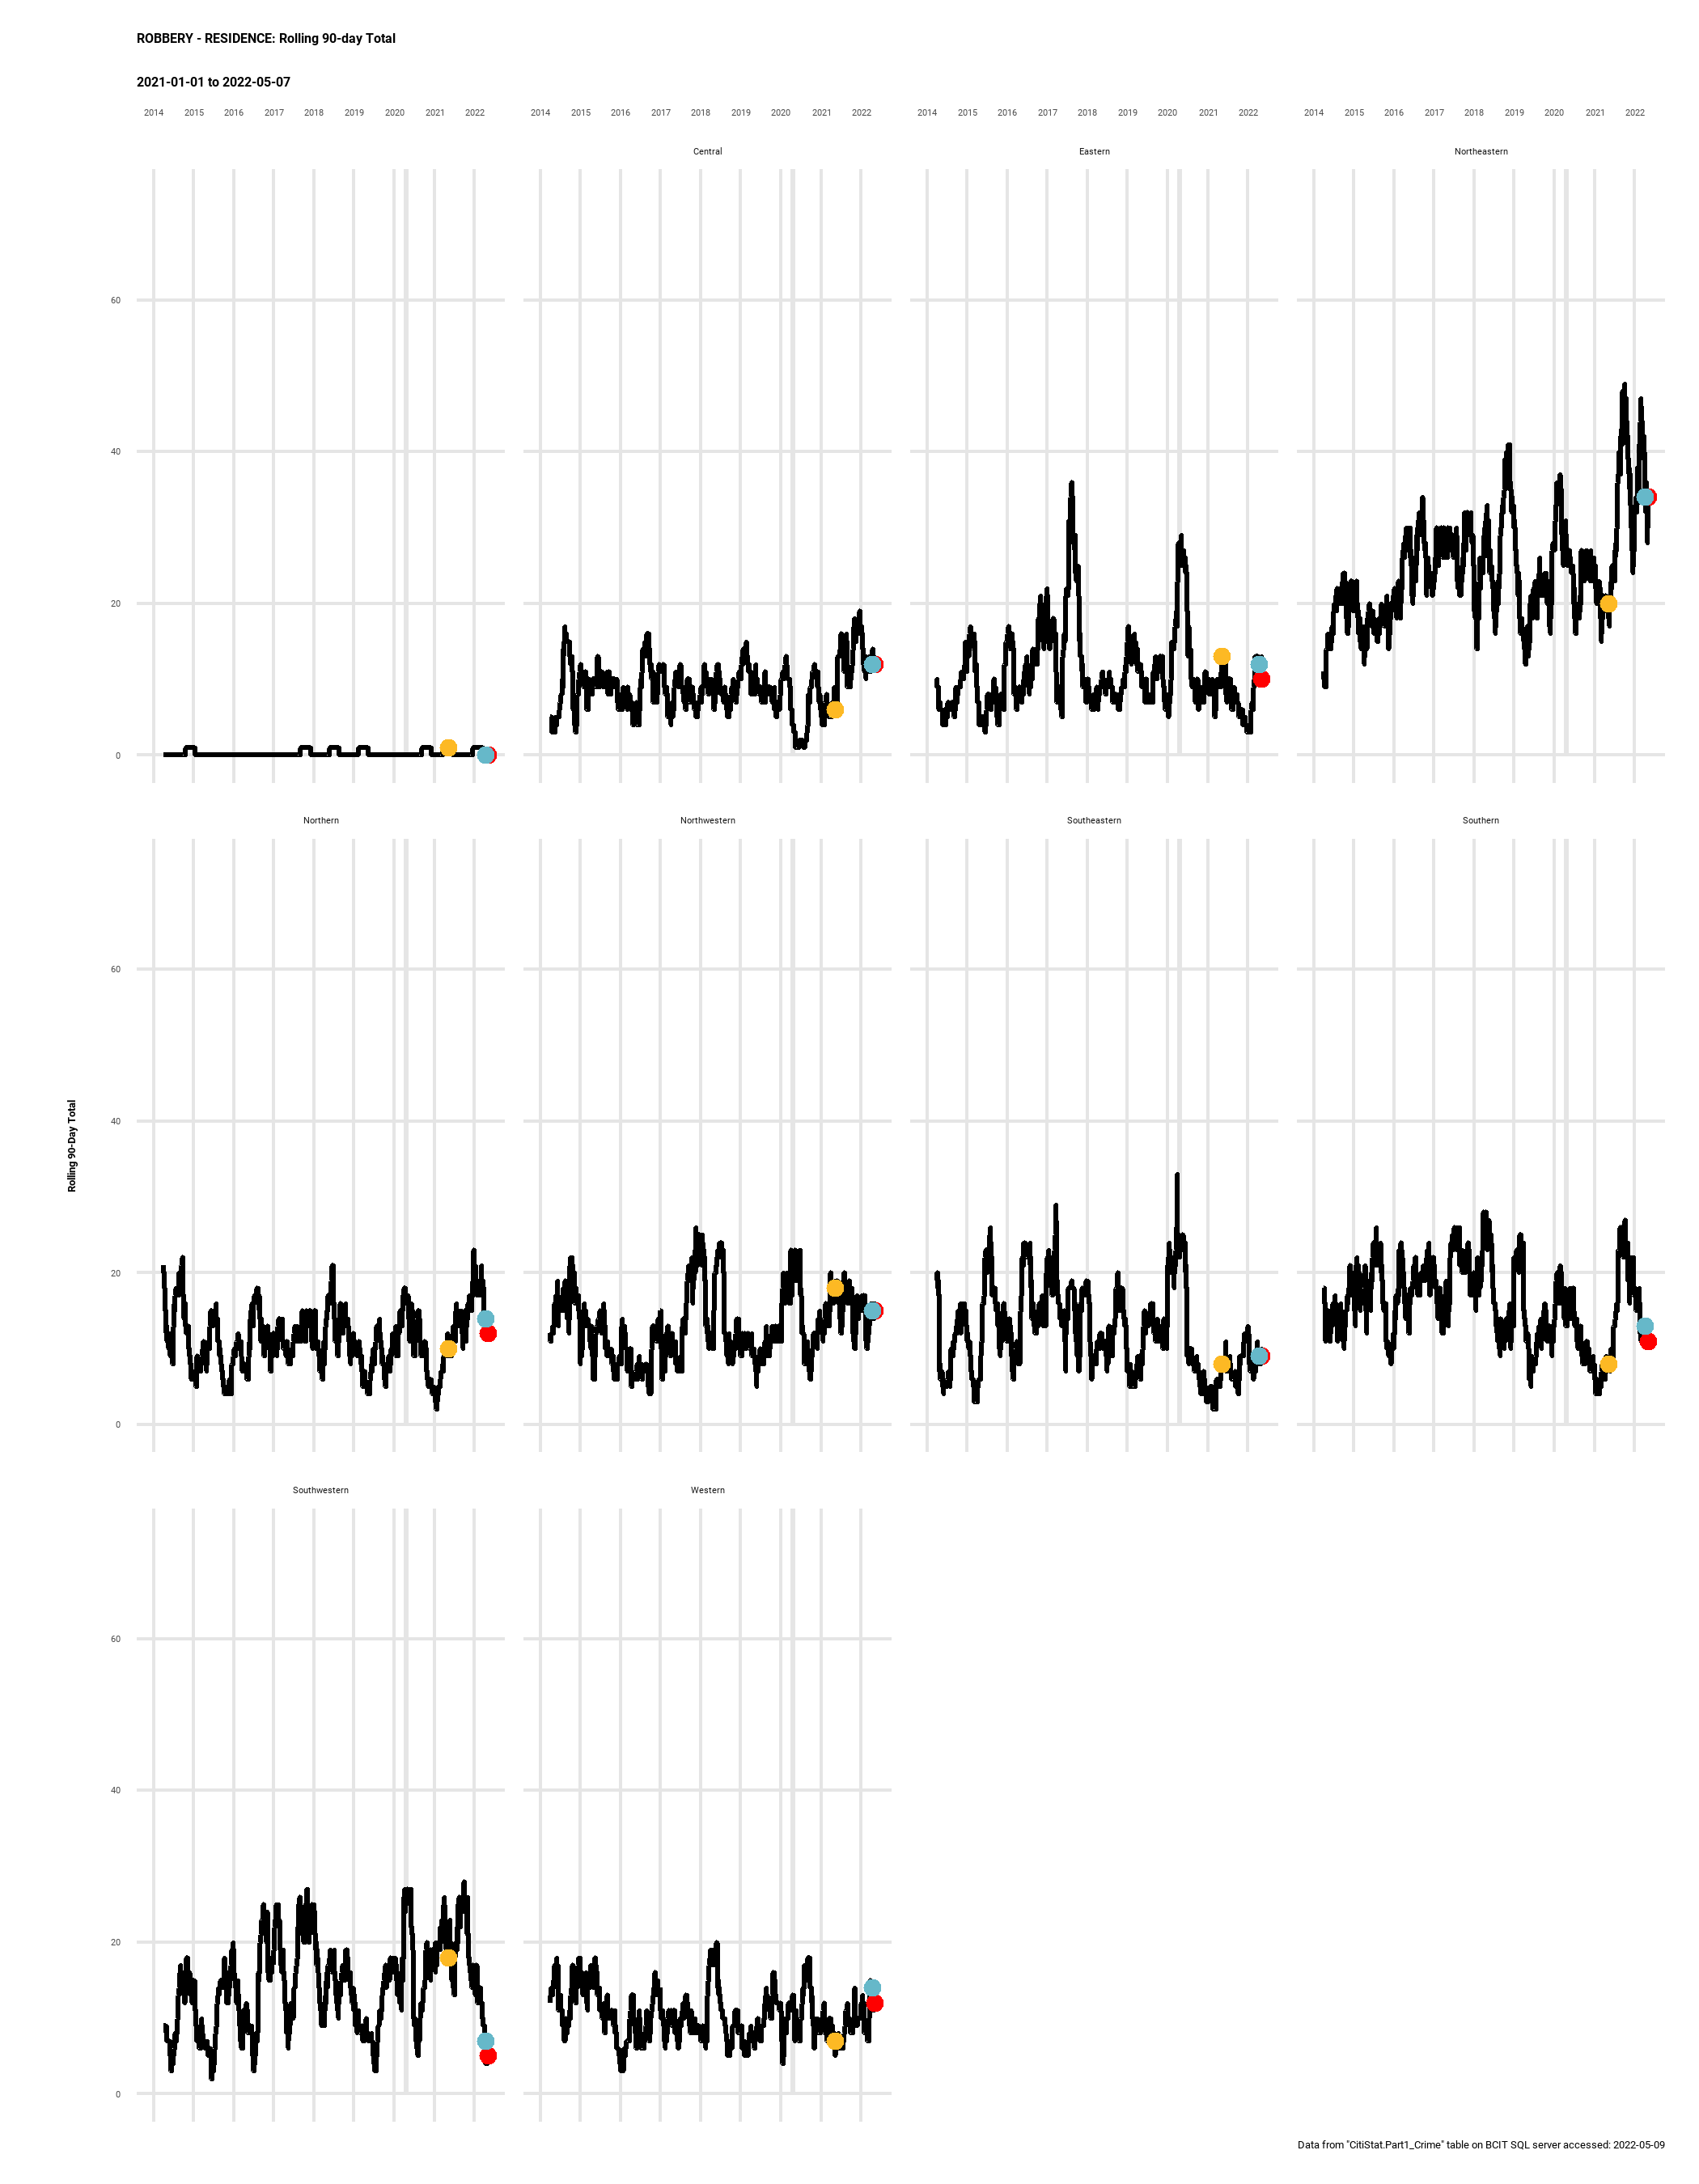 ROBBERY - RESIDENCE: Rolling 90-day Total
2021-01-01 to 2022-05-07
2014 2015 2016 2017 2018 2019 2020 2021 2022 2014 2015 2016 2017 2018 2019 2020 2021 2022 2014 2015 2016 2017 2018 2019 2020 2021 2022 2014 2015 2016 2017 2018 2019 2020 2021 2022
Central Eastern Northeastern
60
40
20
0
Northern Northwestern Southeastern Southern
60
40
20
0
Rolling 90-Day Total
Southwestern Western
60
40
20
0
Data from "CitiStat.Part1_Crime" table on BCIT SQL server accessed: 2022-05-09